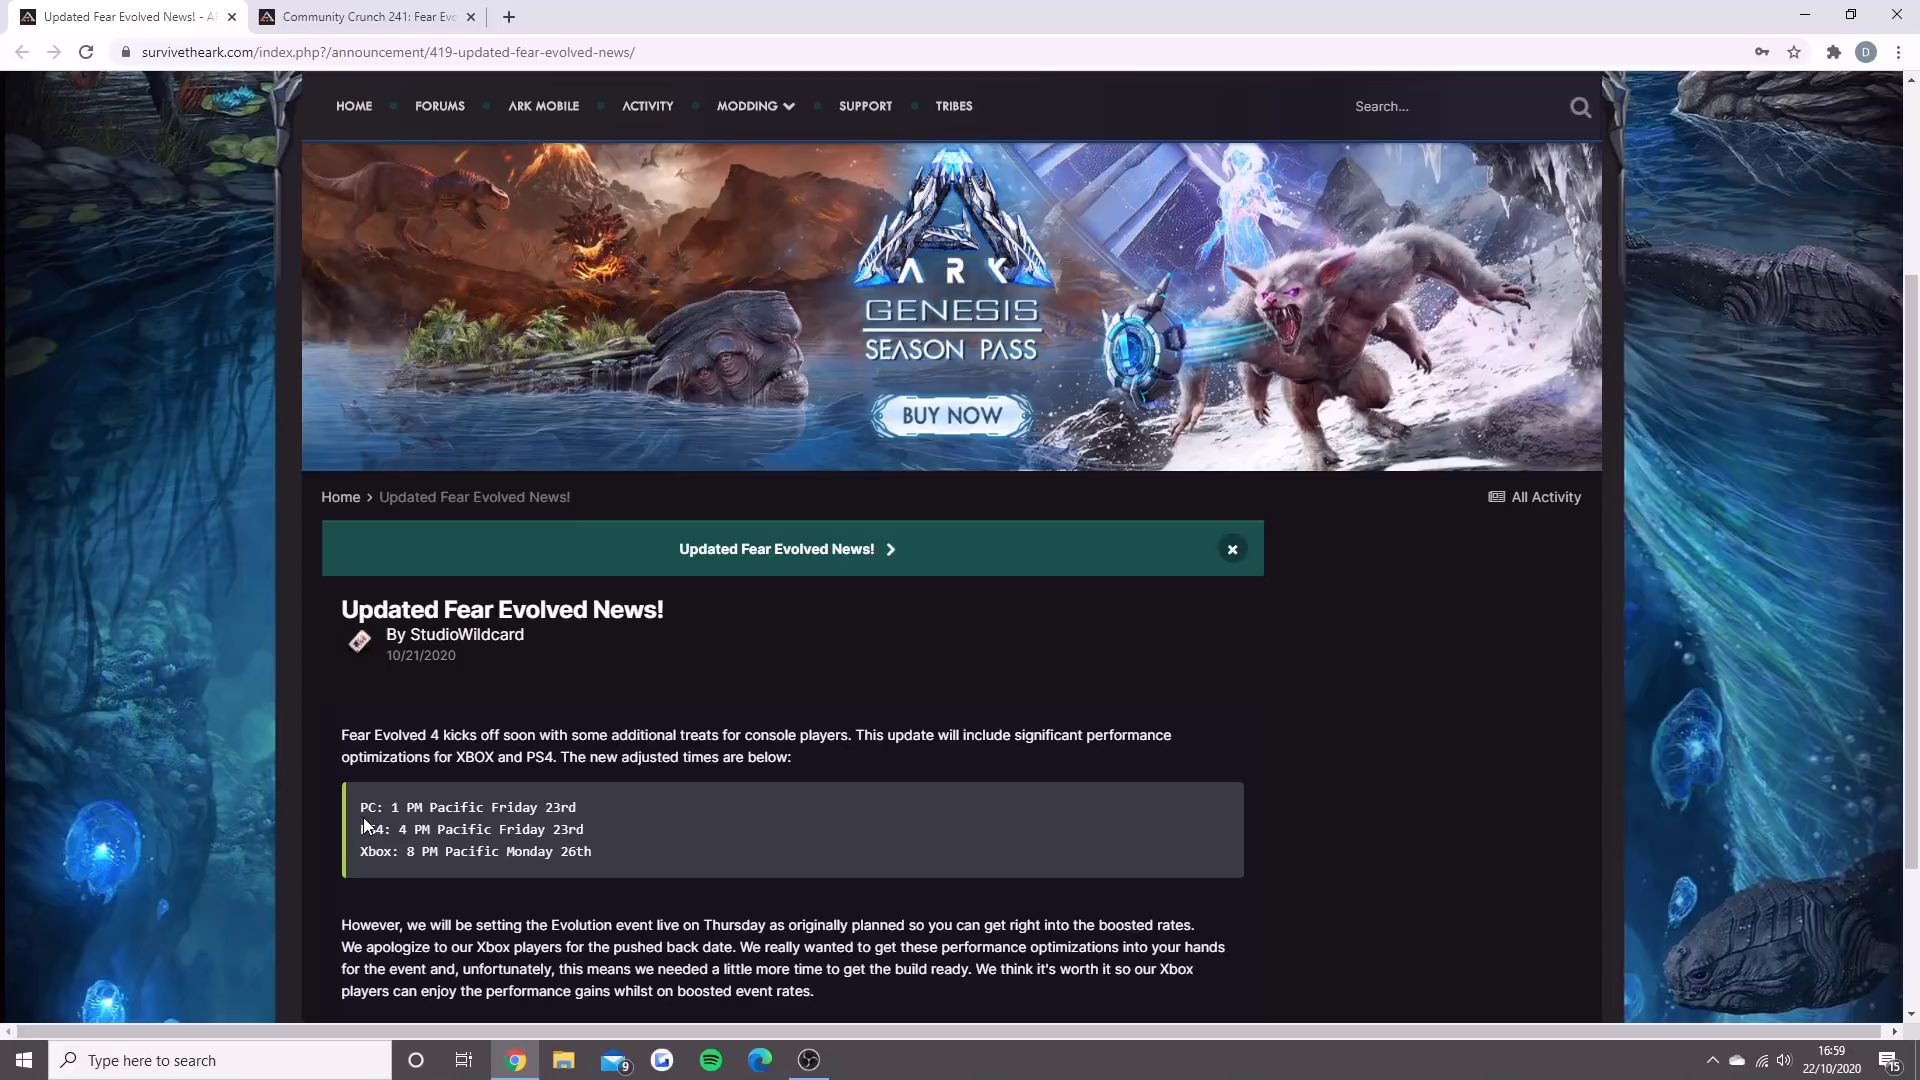 Updated Fear Evolved News! - AR
Community Crunch 241: Fear Evo
survivetheark.com/index.php?/announcement/419-updated-fear-evolved-news/
D
HOME
FORUMS
ARK MOBILE
ACTIVITY
MODDING
SUPPORT
TRIBES
Search...
ARK
GENESIS
SEASON PASS
BUY NOW
Home > Updated Fear Evolved News!
All Activity
Updated Fear Evolved News!
Updated Fear Evolved News!
By StudioWildcard
10/21/2020
Fear Evolved 4 kicks off soon with some additional treats for console players. This update will include significant performance
optimizations for XBOX and PS4. The new adjusted times are below:
PC: 1 PM Pacific Friday 23rd
PS4: 4 PM Pacific Friday 23rd
Xbox: 8 PM Pacific Monday 26th
However, we will be setting the Evolution event live on Thursday as originally planned so you can get right into the boosted rates.
We apologize to our Xbox players for the pushed back date. We really wanted to get these performance optimizations into your hands
for the event and, unfortunately, this means we needed a little more time to get the build ready. We think it's worth it so our Xbox
players can enjoy the performance gains whilst on boosted event rates.
Type here to search
9
16:59
22/10/2020
15